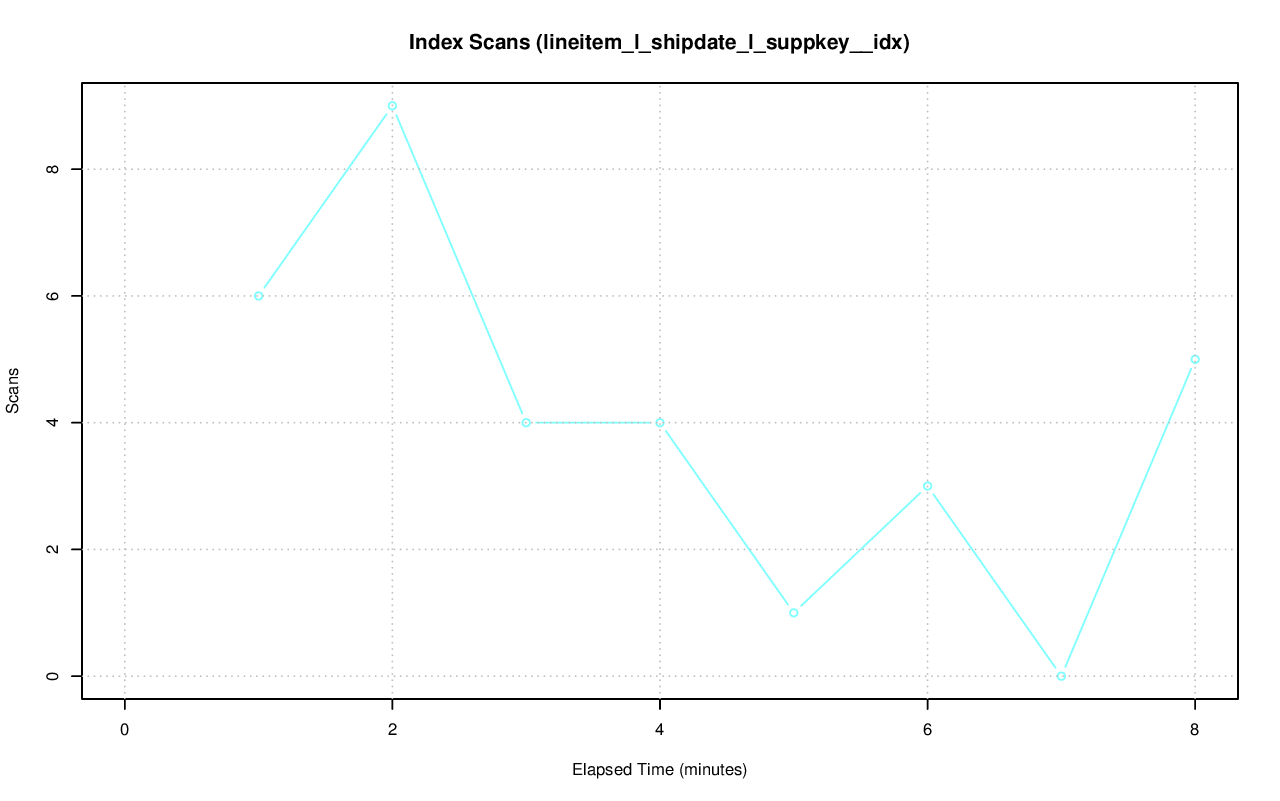 Index Scans (lineitem_l_shipdate_l_suppkey__idx)
Scans
8
6
4
2
0
0 2 4 6 8
Elapsed Time (minutes)